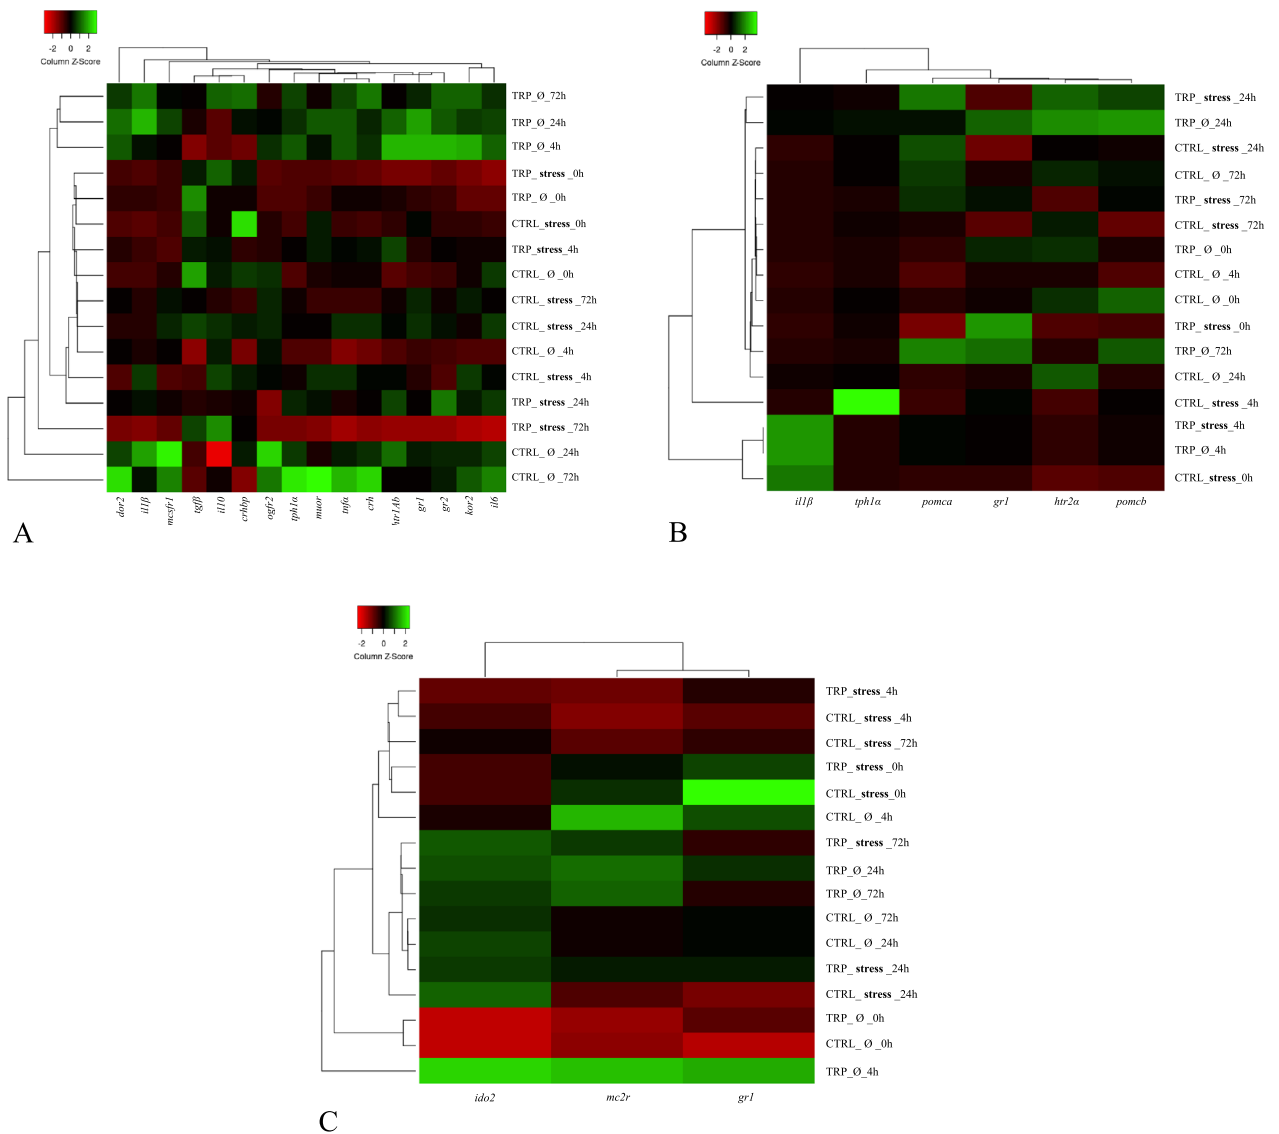 -2 0 2
Column Z-Score
TRP_Ø_72h
TRP_Ø_24h
TRP_Ø_4h
TRP_stress_0h
TRP_ Ø _0h
CTRL_stress_0h
TRP_stress_4h
CTRL_ Ø _0h
CTRL_ stress _72h
CTRL_ stress _24h
CTRL_ Ø _4h
CTRL_ stress _4h
TRP_stress _24h
TRP_ stress _72h
CTRL_ Ø _24h
CTRL_ Ø _72h
dor2 il1β mcsfr1 tgfβ il10 crhbp ogfr2 tph1α muor tnfα crh htr1Ab gr1 gr2 kor2 il6
A
-2 0 2
Column Z-Score
TRP_ stress _24h
TRP_Ø_24h
CTRL_ stress _24h
CTRL_ Ø _72h
TRP_ stress _72h
CTRL_ stress _72h
TRP_Ø _0h
CTRL_ Ø _4h
CTRL_ Ø _0h
TRP_ stress _0h
TRP_Ø_72h
CTRL_ Ø _24h
CTRL_ stress _4h
TRP_stress_4h
TRP_Ø_4h
CTRL_stress_0h
il1β tph1α pomca gr1 htr2α pomcb
B
-2 0 2
Column Z-Score
TRP_stress_4h
CTRL_ stress _4h
CTRL_ stress _72h
TRP_ stress _0h
CTRL_stress_0h
CTRL_ Ø _4h
TRP_ stress _72h
TRP_Ø_24h
TRP_Ø_72h
CTRL_ Ø _72h
CTRL_ Ø _24h
TRP_ stress _24h
CTRL_ stress _24h
TRP_ Ø _0h
CTRL_ Ø _0h
TRP_Ø_4h
ido2 mc2r gr1
C